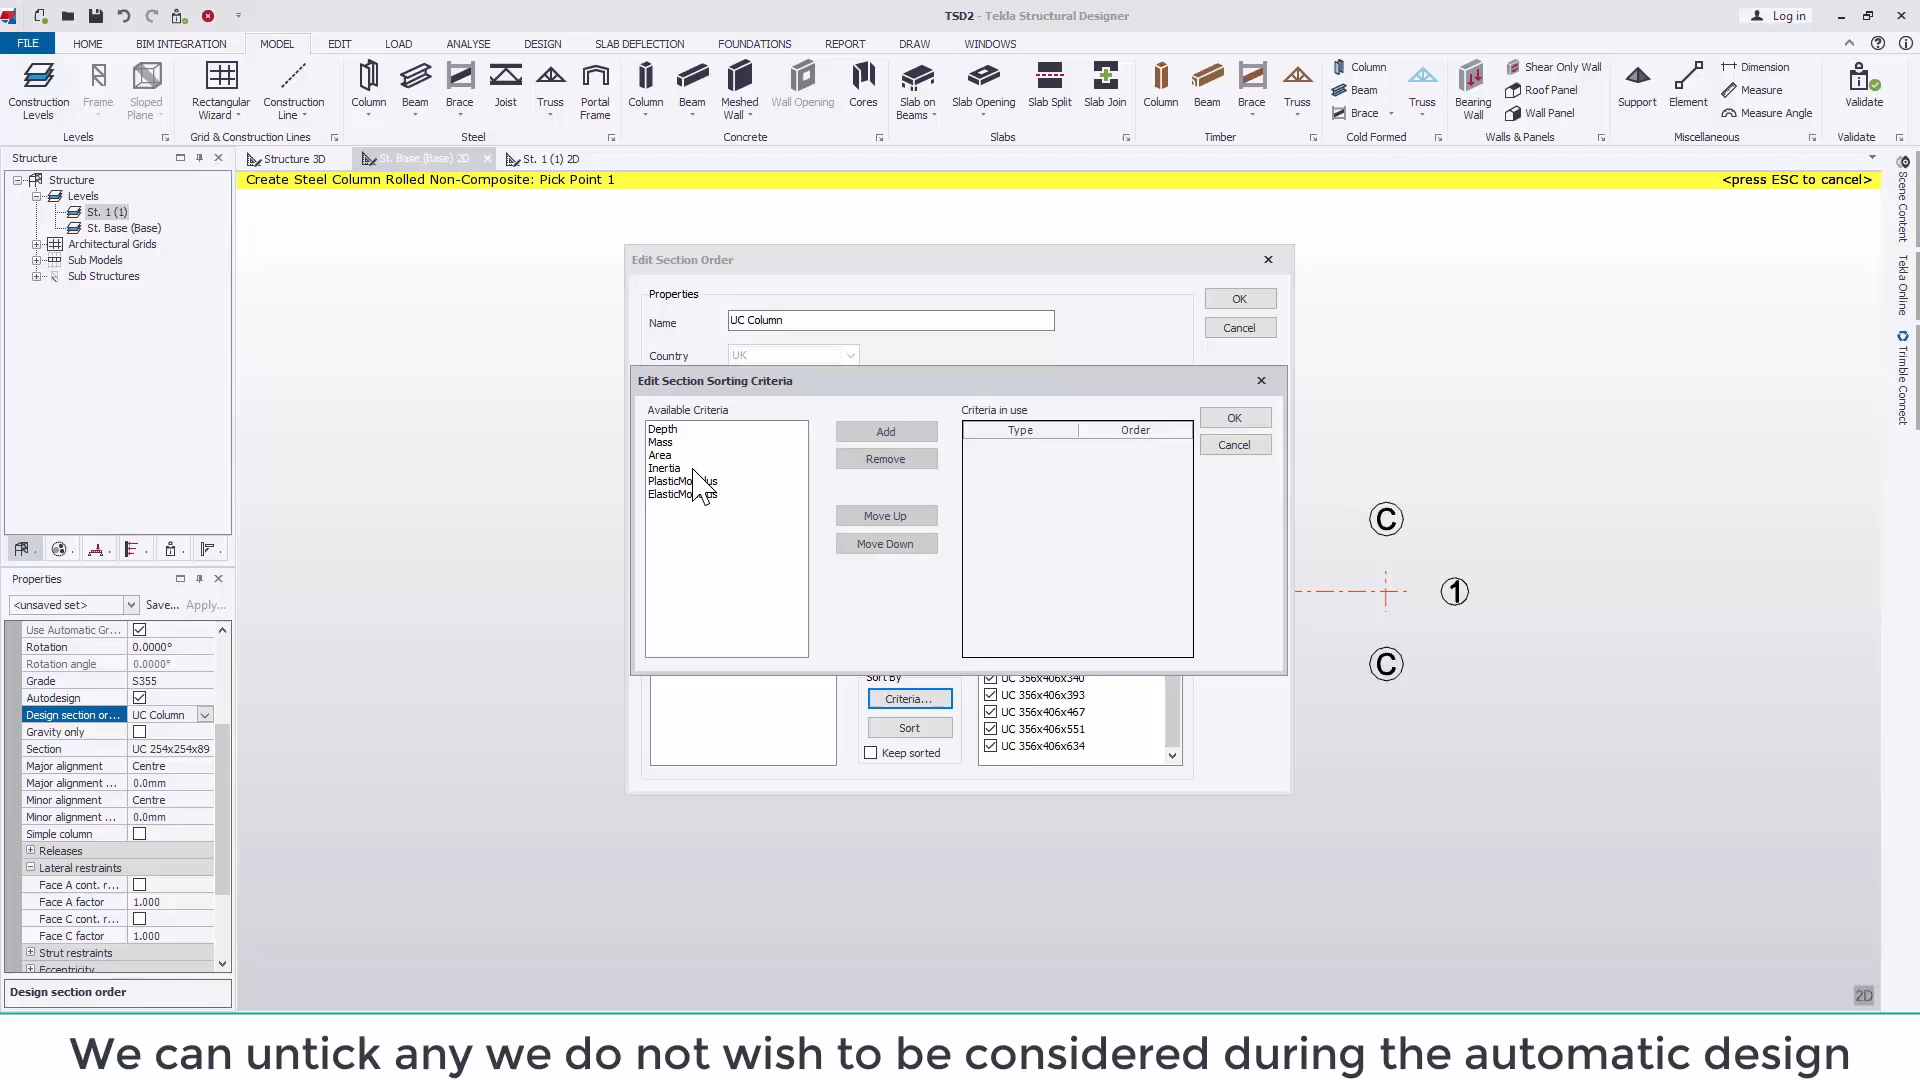 TSD2 - Tekla Structural Designer
Log in
FILE HOME BIM INTEGRATION MODEL EDIT LOAD ANALYSE DESIGN SLAB DEFLECTION FOUNDATIONS REPORT DRAW WINDOWS
Construction Levels
Frame
Sloped Plane
Rectangular Wizard
Construction Line
Column
Beam
Brace
Joist
Truss
Portal Frame
Column
Beam
Meshed Wall
Wall Opening
Cores
Slab on Beams
Slab Opening
Slab Split
Slab Join
Column
Beam
Brace
Truss
Column
Beam
Brace
Truss
Bearing Wall
Shear Only Wall
Roof Panel
Wall Panel
Support
Element
Dimension
Measure
Measure Angle
Validate
Levels
Grid & Construction Lines
Steel
Concrete
Slabs
Timber
Cold Formed
Walls & Panels
Miscellaneous
Validate
Structure
Structure 3D
St. Base (Base) 2D
St. 1 (1) 2D
Create Steel Column Rolled Non-Composite: Pick Point 1
<press ESC to cancel>
Structure
Levels
St. 1 (1)
St. Base (Base)
Architectural Grids
Sub Models
Sub Structures
Scene Content
Tekla Online
Trimble Connect
Edit Section Order
Properties
Name UC Column
Country UK
OK
Cancel
Edit Section Sorting Criteria
Available Criteria
Depth
Mass
Area
Inertia
Add
Remove
Move Up
Move Down
Criteria in use
Type Order
OK
Cancel
Sort By
Criteria...
Sort
Keep sorted
UC 356x406x340
UC 356x406x393
UC 356x406x467
UC 356x406x551
UC 356x406x634
C
1
C
2D
Properties
<unsaved set> Save... Apply...
Use Automatic Gr...
Rotation 0.0000°
Rotation angle 0.0000°
Grade S355
Autodesign
Design section or... UC Column
Gravity only
Section UC 254x254x89
Major alignment Centre
Major alignment ... 0.0mm
Minor alignment Centre
Minor alignment ... 0.0mm
Simple column
Releases
Lateral restraints
Face A cont. r...
Face A factor 1.000
Face C cont. r...
Face C factor 1.000
Strut restraints
Eccentricity
Design section order
We can untick any we do not wish to be considered during the automatic design